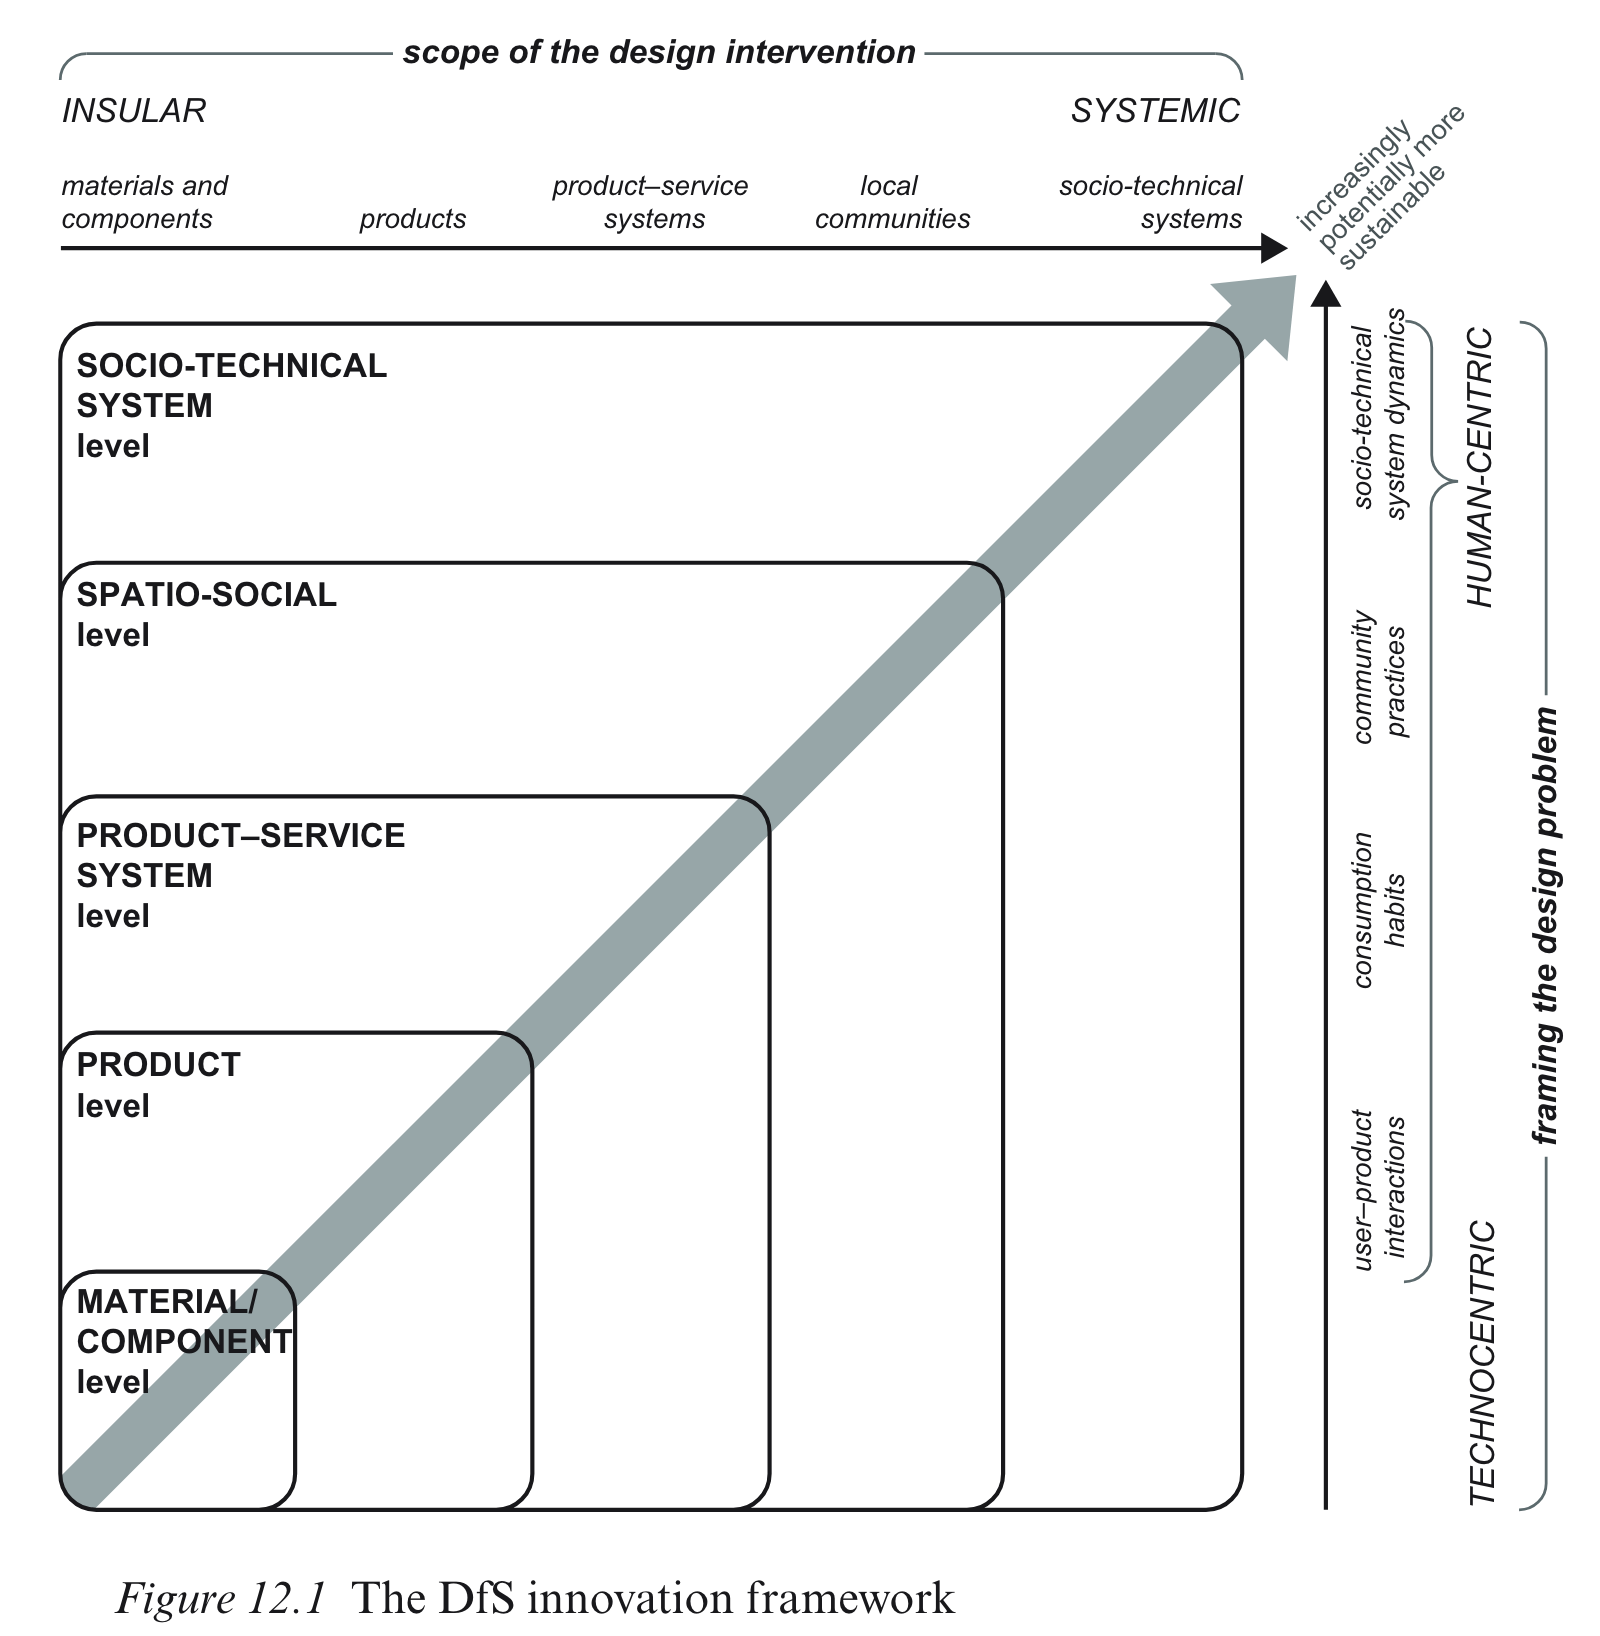 scope of the design intervention
INSULAR
SYSTEMIC
materials and
components
products
product–service
systems
local
communities
socio-technical
systems
increasingly
potentially more
sustainable
SOCIO-TECHNICAL
SYSTEM
level
SPATIO-SOCIAL
level
PRODUCT–SERVICE
SYSTEM
level
PRODUCT
level
MATERIAL/
COMPONENT
level
socio-technical
system dynamics
community
practices
consumption
habits
user–product
interactions
HUMAN-CENTRIC
TECHNOCENTRIC
framing the design problem
Figure 12.1 The DfS innovation framework